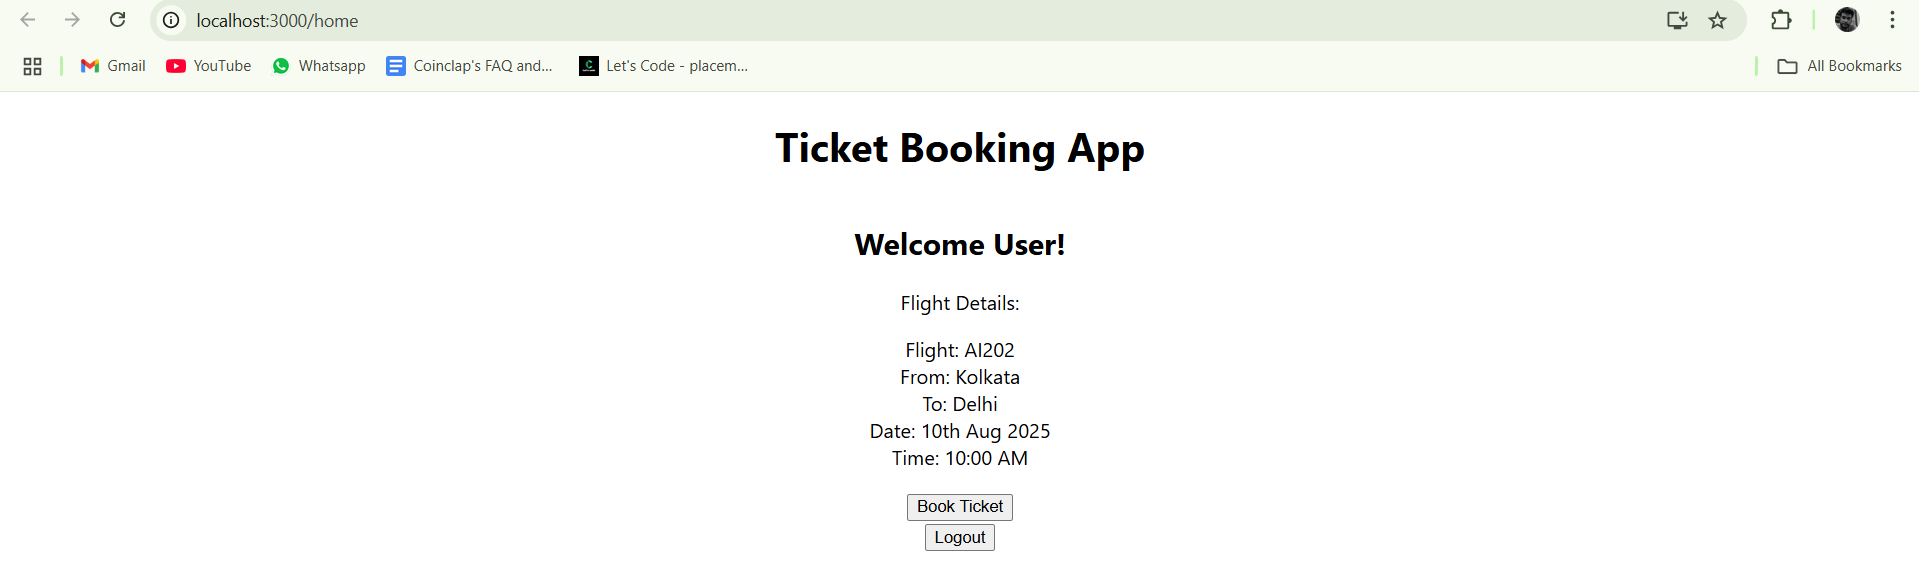 localhost:3000/home
Gmail YouTube Whatsapp Coinclap's FAQ and... Let's Code - placem... All Bookmarks
Ticket Booking App
Welcome User!
Flight Details:
Flight: AI202
From: Kolkata
To: Delhi
Date: 10th Aug 2025
Time: 10:00 AM
Book Ticket
Logout